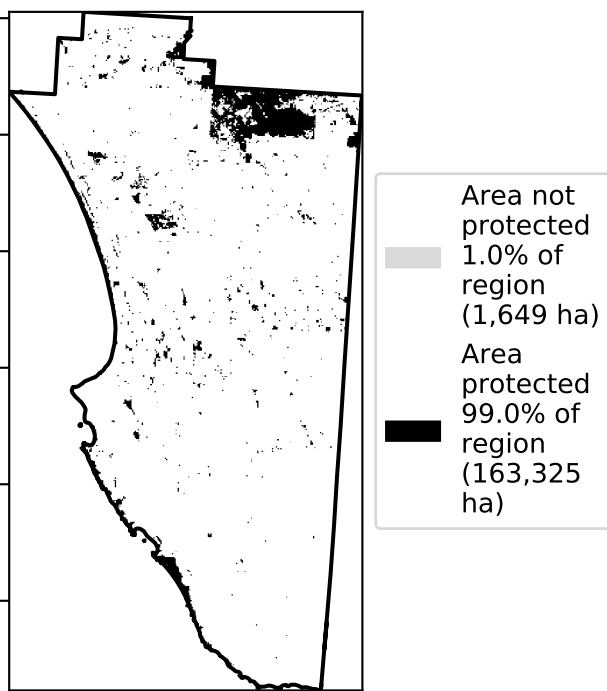 Area not
protected
1.0% of
region
(1,649 ha)
Area
protected
99.0% of
region
(163,325
ha)